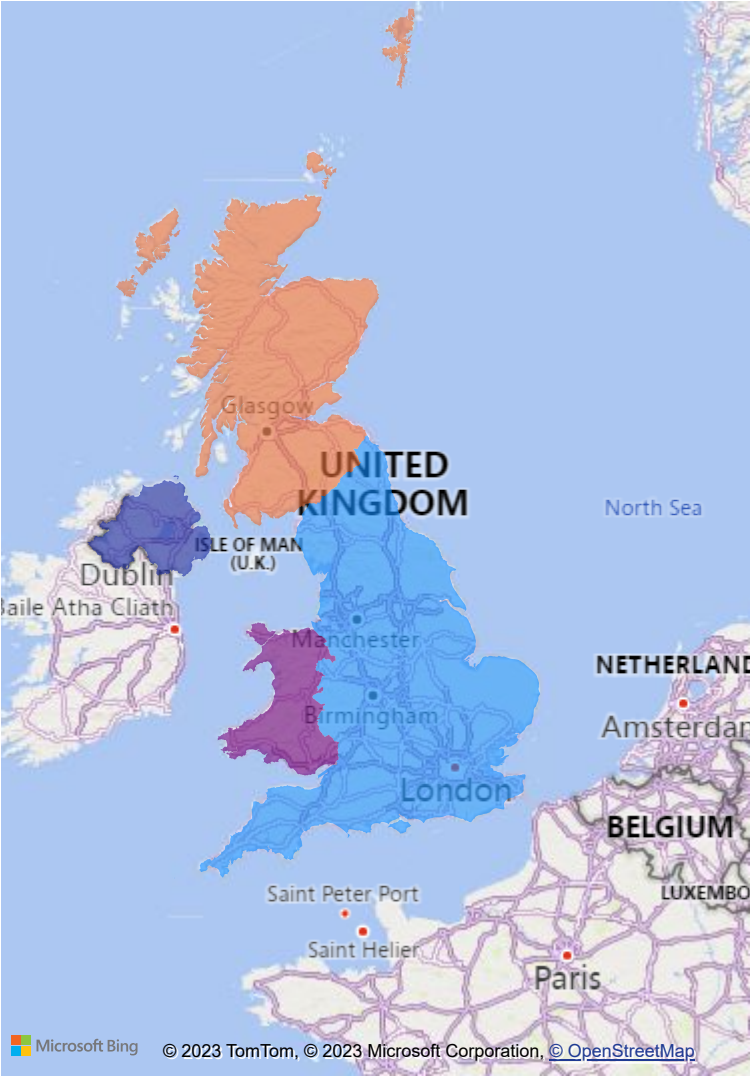 Glasgow
UNITED
KINGDOM
North Sea
ISLE OF MAN
(U.K.)
Dublin
Baile Atha Cliath
Manchester
NETHERLAND
Birmingham
Amsterdar
London
BELGIUM
LUXEMBO
Saint Peter Port
Saint Helier
Paris
Microsoft Bing
© 2023 TomTom, © 2023 Microsoft Corporation, © OpenStreetMap